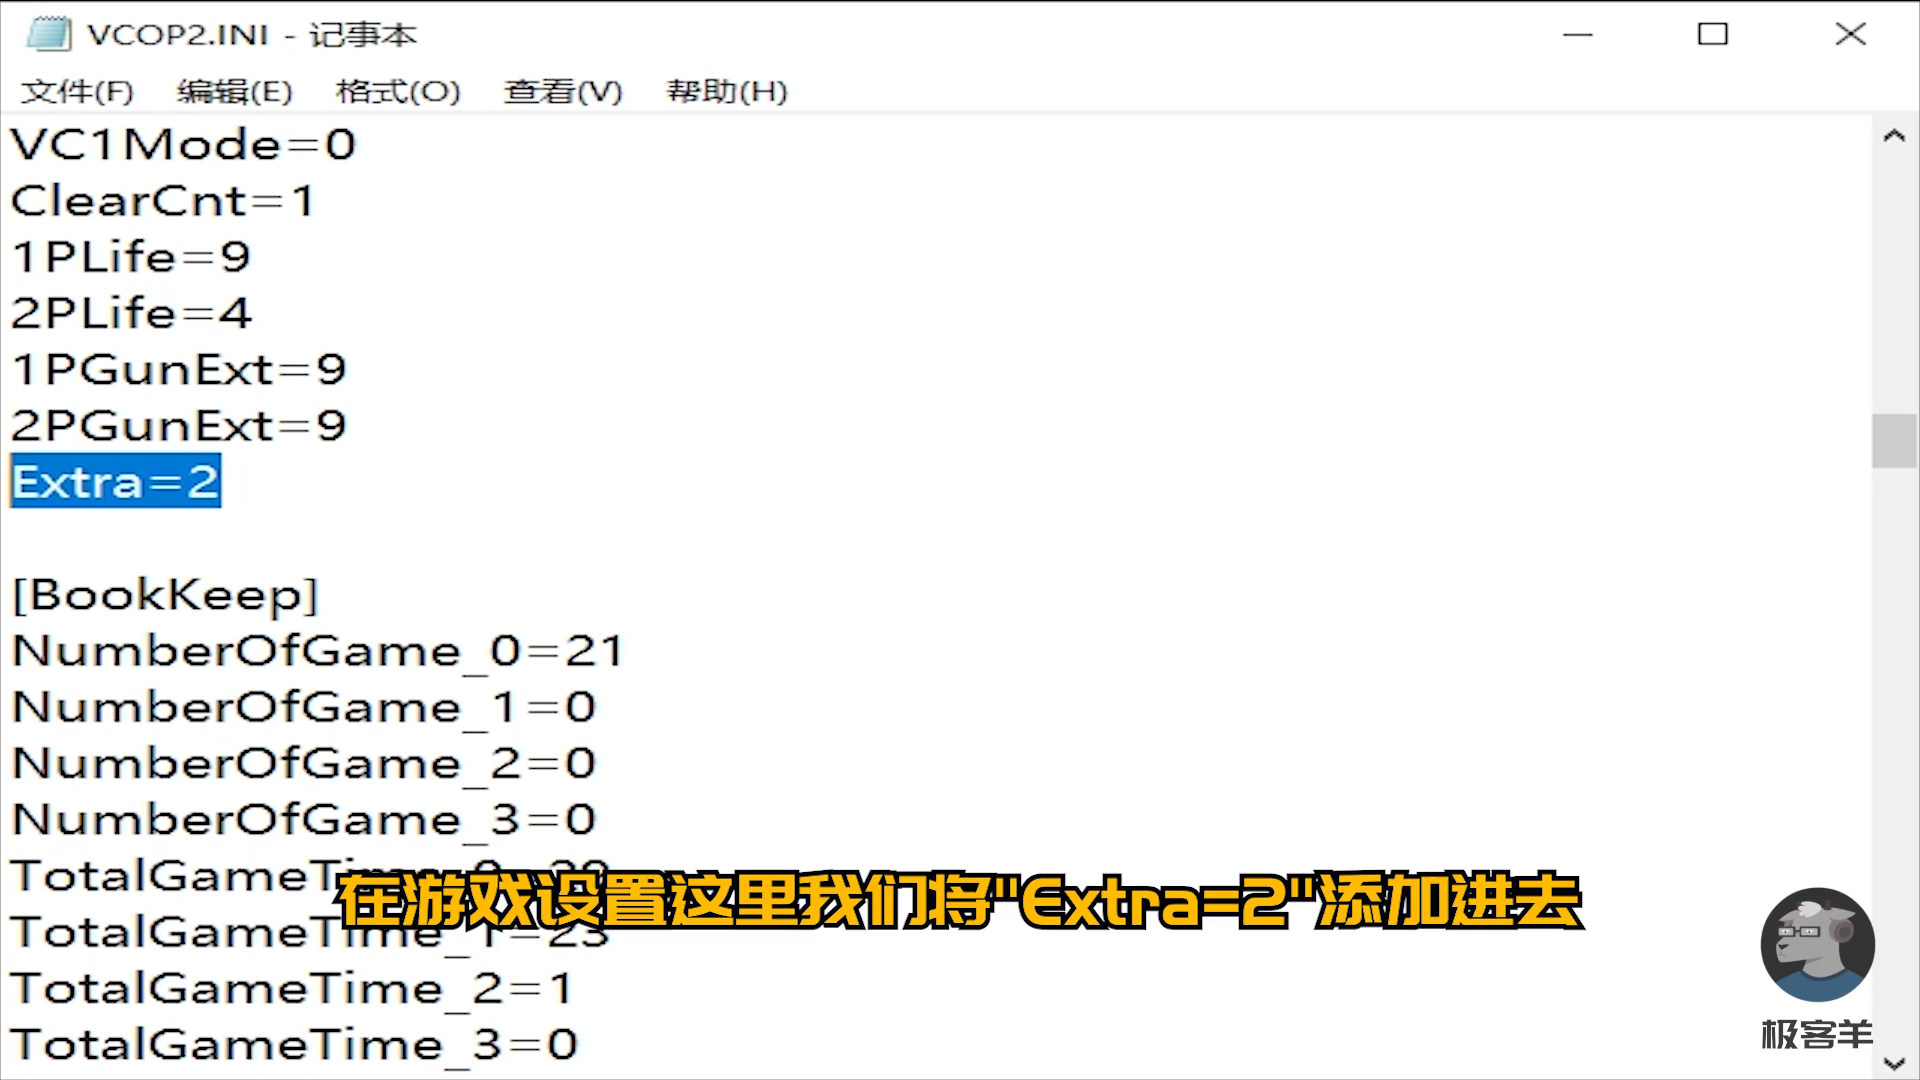 VCOP2.INI - 记事本
文件(F) 编辑(E) 格式(O) 查看(V) 帮助(H)
VC1Mode=0
ClearCnt=1
1PLife=9
2PLife=4
1PGunExt=9
2PGunExt=9
Extra=2
[BookKeep]
NumberOfGame_0=21
NumberOfGame_1=0
NumberOfGame_2=0
NumberOfGame_3=0
TotalGameTime
在游戏设置这里我们将"Extra=2"添加进去
TotalGameTime_1=23
TotalGameTime_2=1
TotalGameTime_3=0
极客羊